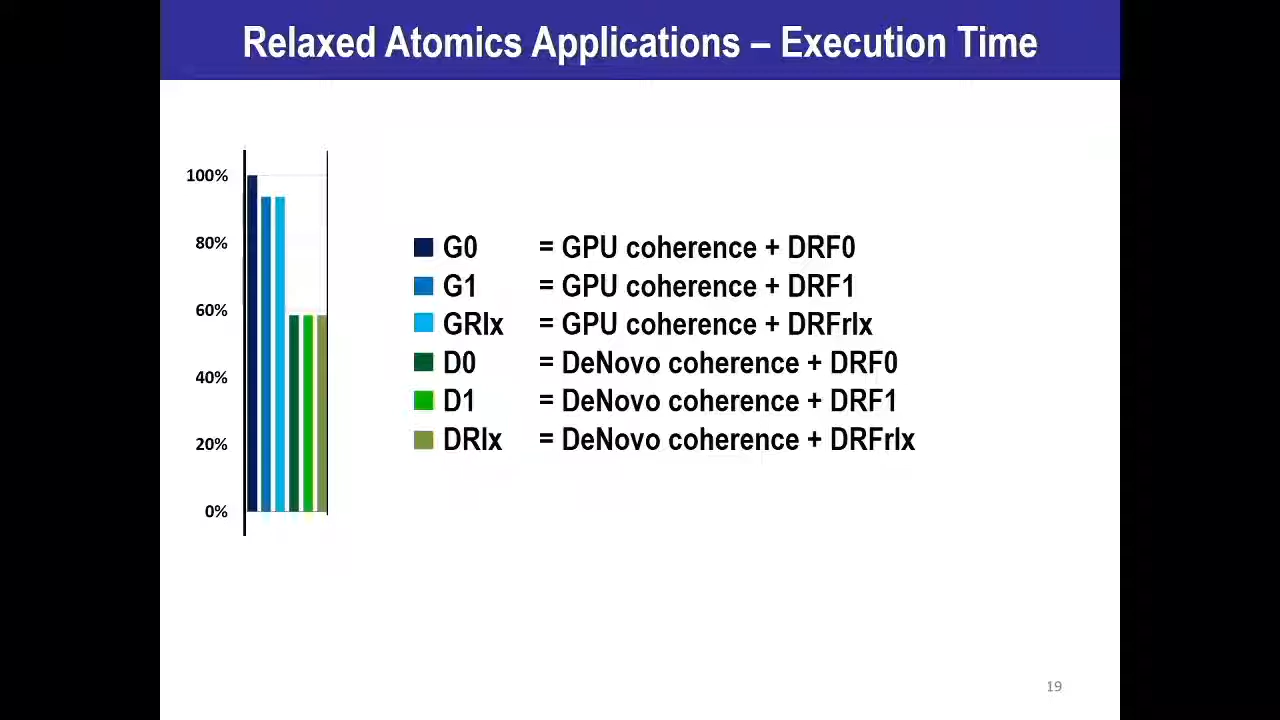 Relaxed Atomics Applications – Execution Time
100%
80%
60%
40%
20%
0%
G0 = GPU coherence + DRF0
G1 = GPU coherence + DRF1
GRlx = GPU coherence + DRFrlx
D0 = DeNovo coherence + DRF0
D1 = DeNovo coherence + DRF1
DRlx = DeNovo coherence + DRFrlx
19